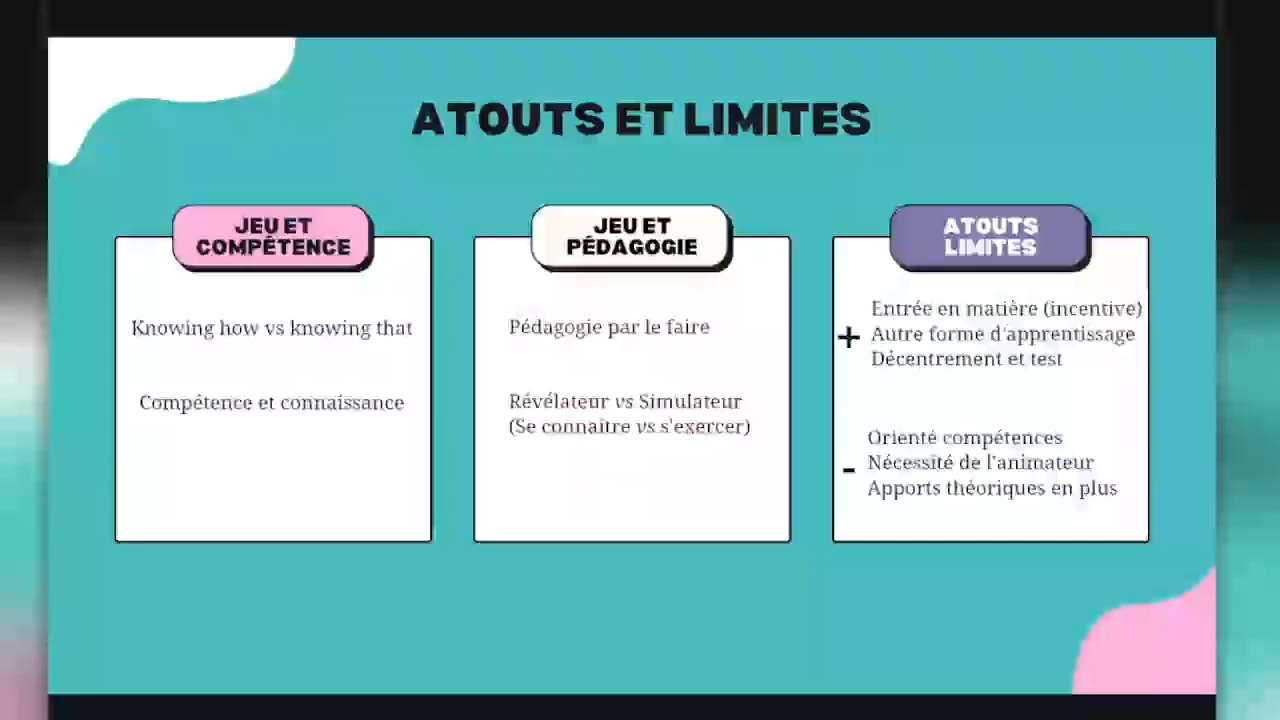 ATOUTS ET LIMITES
JEU ET
COMPÉTENCE
Knowing how vs knowing that
Compétence et connaissance
JEU ET
PÉDAGOGIE
Pédagogie par le faire
Révélateur vs Simulateur
(Se connaitre vs s'exercer)
ATOUTS
LIMITES
+
Entrée en matière (incentive)
Autre forme d'apprentissage
Décentrement et test
-
Orienté compétences
Nécessité de l'animateur
Apports théoriques en plus